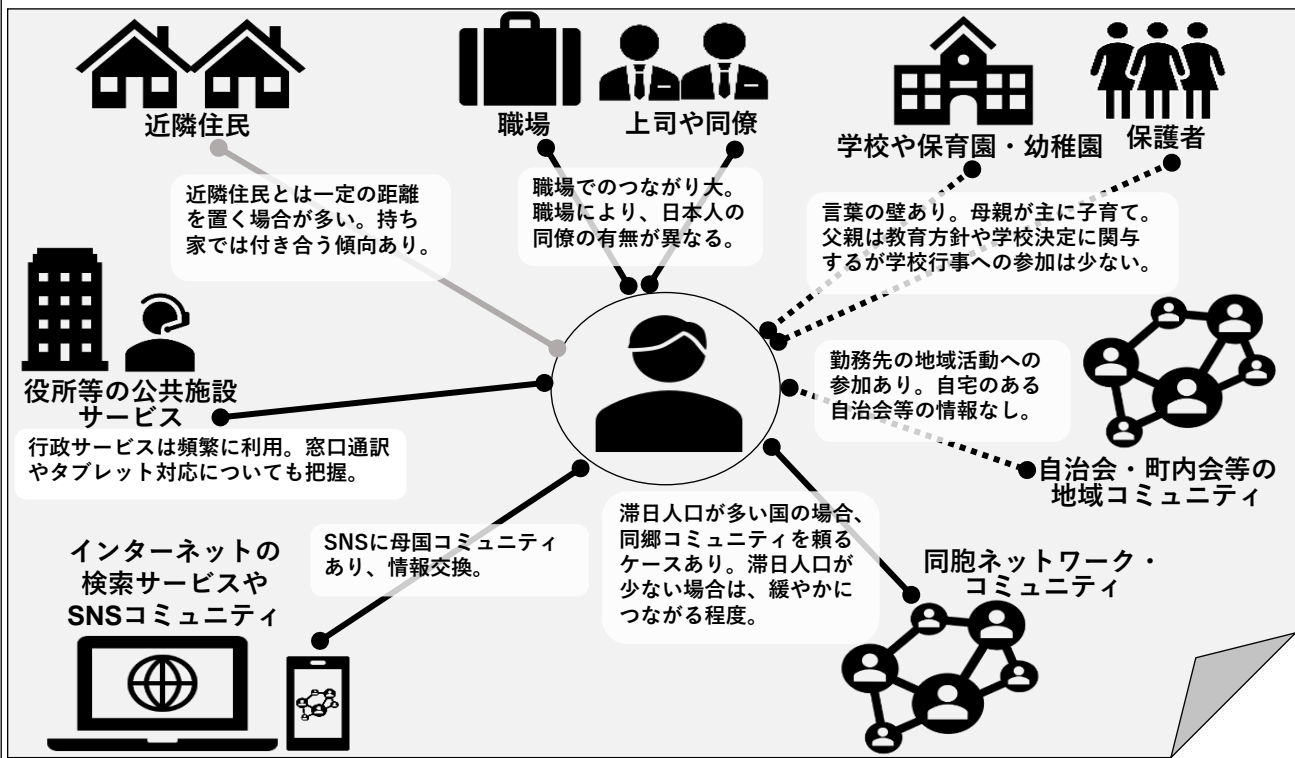 近隣住民
職場
上司や同僚
学校や保育園・幼稚園
保護者
近隣住民とは一定の距離
を置く場合が多い。持ち
家では付き合う傾向あり。
職場でのつながり大。
職場により、日本人の
同僚の有無が異なる。
言葉の壁あり。母親が主に子育て。
父親は教育方針や学校決定に関与
するが学校行事への参加は少ない。
役所等の公共施設
サービス
行政サービスは頻繁に利用。窓口通訳
やタブレット対応についても把握。
勤務先の地域活動への
参加あり。自宅のある
自治会等の情報なし。
自治会・町内会等の
地域コミュニティ
インターネットの
検索サービスや
SNSコミュニティ
SNSに母国コミュニティ
あり、情報交換。
滞日人口が多い国の場合、
同郷コミュニティを頼る
ケースあり。滞日人口が
少ない場合は、緩やかに
つながる程度。
同胞ネットワーク・
コミュニティ